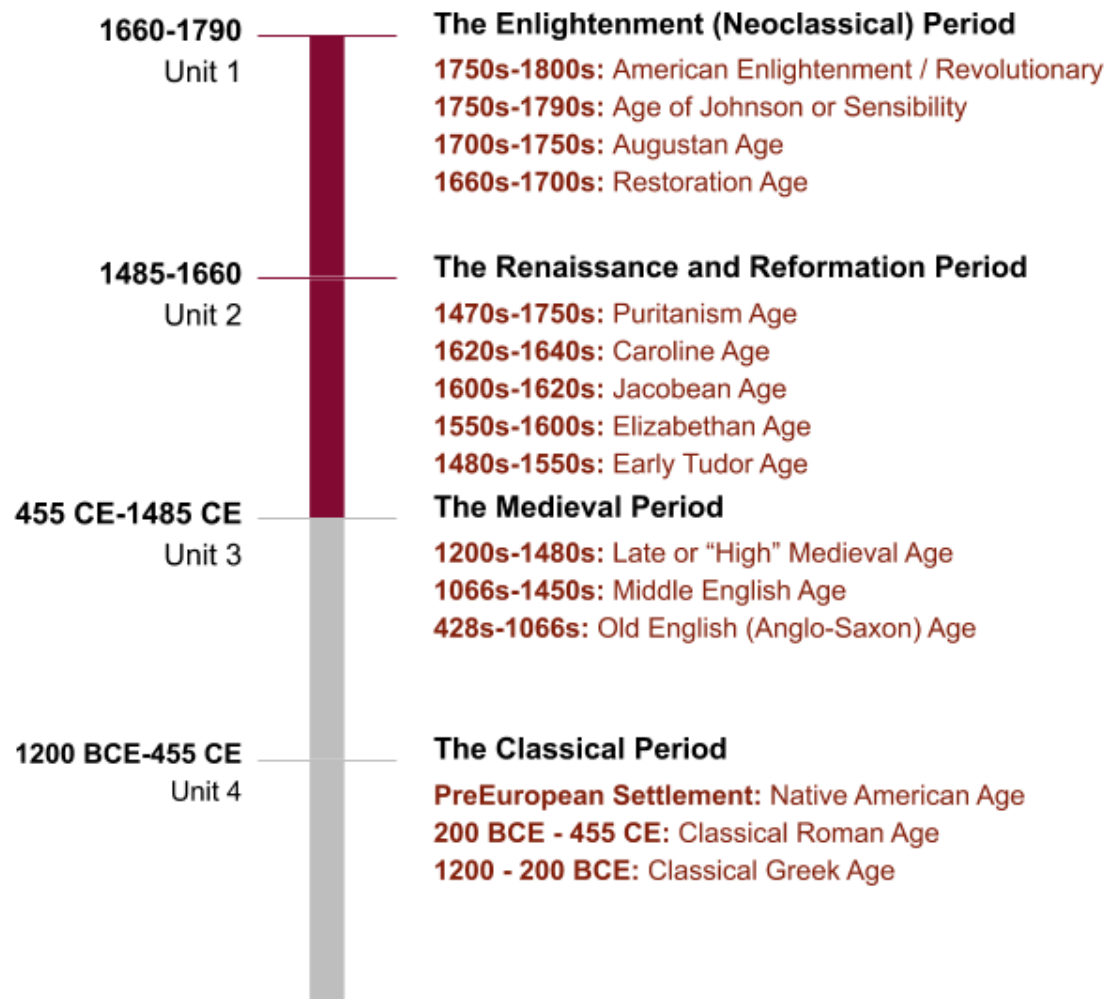 1660-1790
Unit 1
The Enlightenment (Neoclassical) Period
1750s-1800s: American Enlightenment / Revolutionary
1750s-1790s: Age of Johnson or Sensibility
1700s-1750s: Augustan Age
1660s-1700s: Restoration Age
1485-1660
Unit 2
The Renaissance and Reformation Period
1470s-1750s: Puritanism Age
1620s-1640s: Caroline Age
1600s-1620s: Jacobean Age
1550s-1600s: Elizabethan Age
1480s-1550s: Early Tudor Age
455 CE-1485 CE
Unit 3
The Medieval Period
1200s-1480s: Late or “High” Medieval Age
1066s-1450s: Middle English Age
428s-1066s: Old English (Anglo-Saxon) Age
1200 BCE-455 CE
Unit 4
The Classical Period
PreEuropean Settlement: Native American Age
200 BCE - 455 CE: Classical Roman Age
1200 - 200 BCE: Classical Greek Age